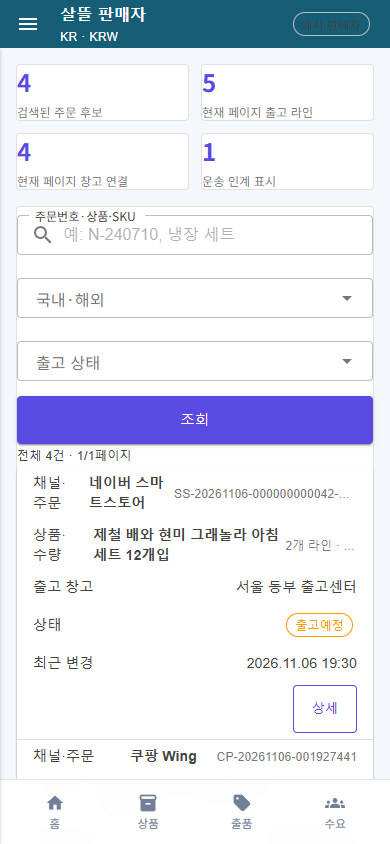 살뜰 판매자
KR · KRW
예시 판매자
4
검색된 주문 후보
5
현재 페이지 출고 라인
4
현재 페이지 창고 연결
1
운송 인계 표시
주문번호·상품·SKU
예: N-240710, 냉장 세트
국내·해외
출고 상태
조회
전체 4건 · 1/1페이지
채널·주문
네이버 스마트스토어
SS-20261106-000000000042-...
상품·수량
제철 배와 현미 그래놀라 아침 세트 12개입
2개 라인 · ...
출고 창고
서울 동부 출고센터
상태
출고예정
최근 변경
2026.11.06 19:30
상세
채널·주문
쿠팡 Wing
CP-20261106-001927441
홈
상품
출품
수요